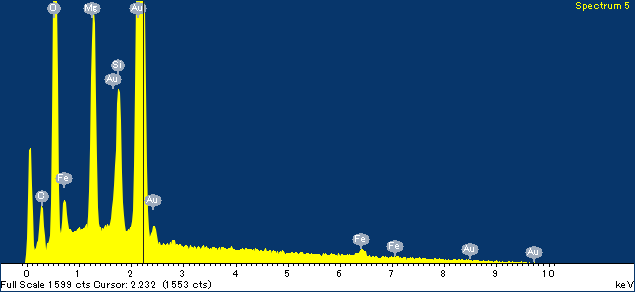 Spectrum 5
O Mg Au
Si
Au
Fe
O
Au
Fe Fe Au Au
0 1 2 3 4 5 6 7 8 9 10
Full Scale 1599 cts Cursor: 2.232 (1553 cts) keV